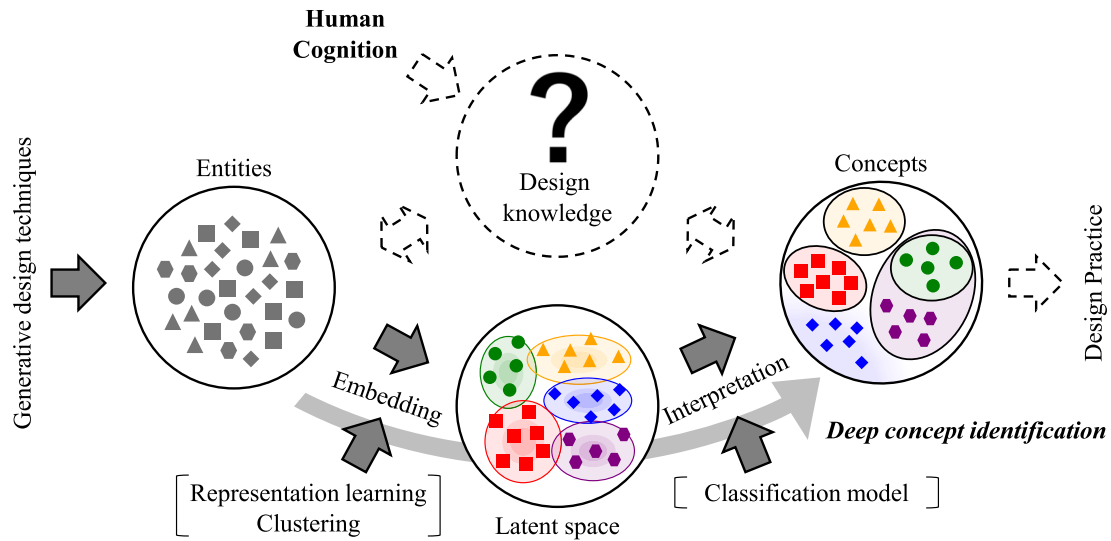 Human
Cognition
?
Design
knowledge
Entities
Concepts
Generative design techniques
Design Practice
Embedding
Interpretation
Deep concept identification
Representation learning
Clustering
Latent space
Classification model